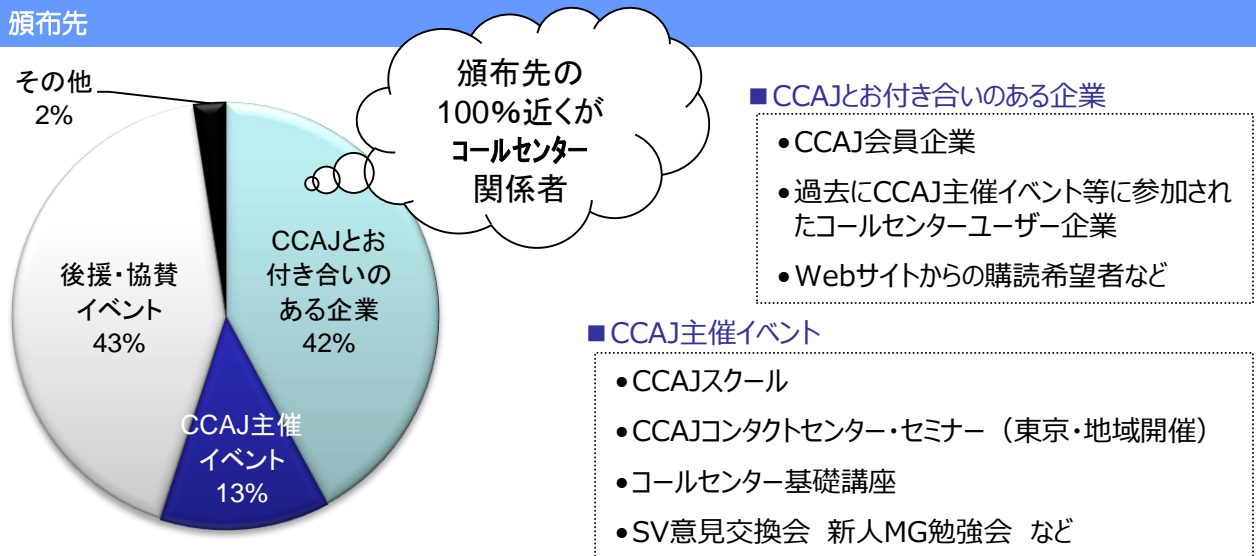 頒布先
その他
2%
頒布先の
100%近くが
コールセンター
関係者
CCAJとお
付き合いの
ある企業
42%
後援・協賛
イベント
43%
CCAJ主催
イベント
13%
■CCAJとお付き合いのある企業
•CCAJ会員企業
•過去にCCAJ主催イベント等に参加され
たコールセンターユーザー企業
•Webサイトからの購読希望者など
■CCAJ主催イベント
•CCAJスクール
•CCAJコンタクトセンター・セミナー（東京・地域開催）
•コールセンター基礎講座
•SV意見交換会 新人MG勉強会 など